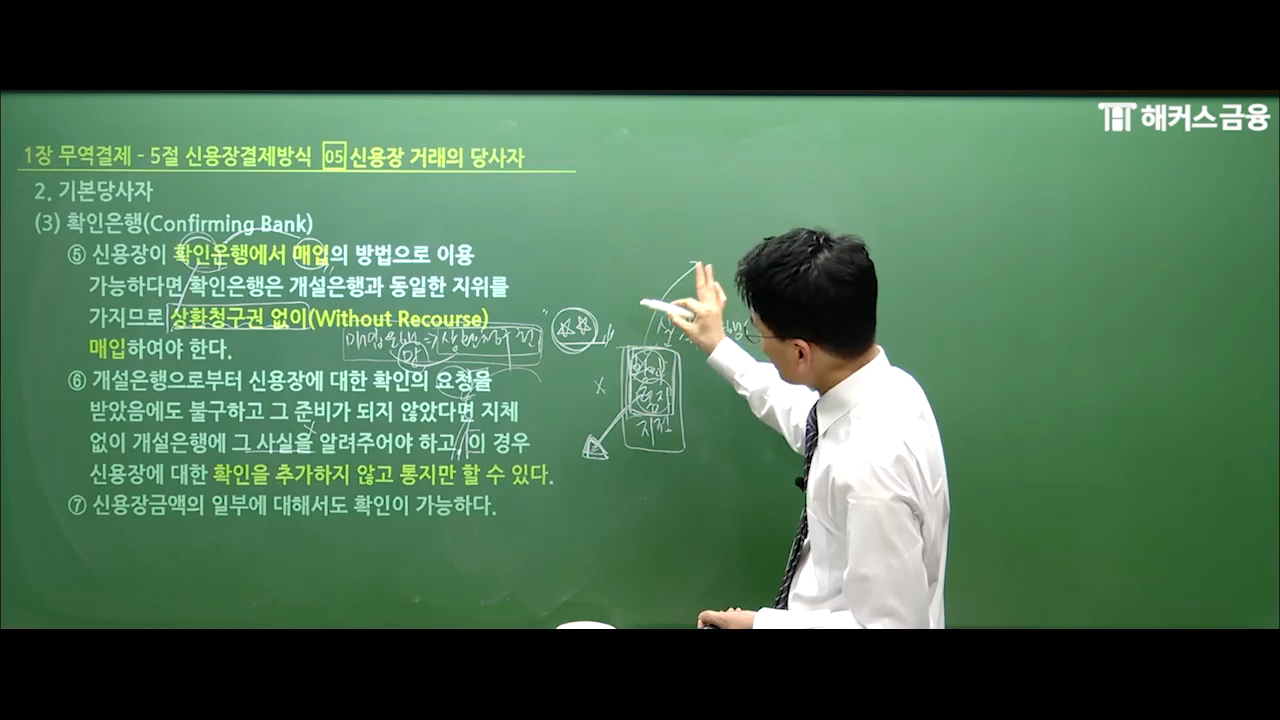 해커스금융
1장 무역결제 - 5절 신용장결제방식 05 신용장 거래의 당사자
2. 기본당사자
(3) 확인은행(Confirming Bank)
⑤ 신용장이 확인은행에서 매입의 방법으로 이용
가능하다면 확인은행은 개설은행과 동일한 지위를
가지므로 상환청구권 없이(Without Recourse)
매입하여야 한다.
매입은행 → 상환청구권
⑥ 개설은행으로부터 신용장에 대한 확인의 요청을
받았음에도 불구하고 그 준비가 되지 않았다면 지체
없이 개설은행에 그 사실을 알려주어야 하고, 이 경우
신용장에 대한 확인을 추가하지 않고 통지만 할 수 있다.
⑦ 신용장금액의 일부에 대해서도 확인이 가능하다.